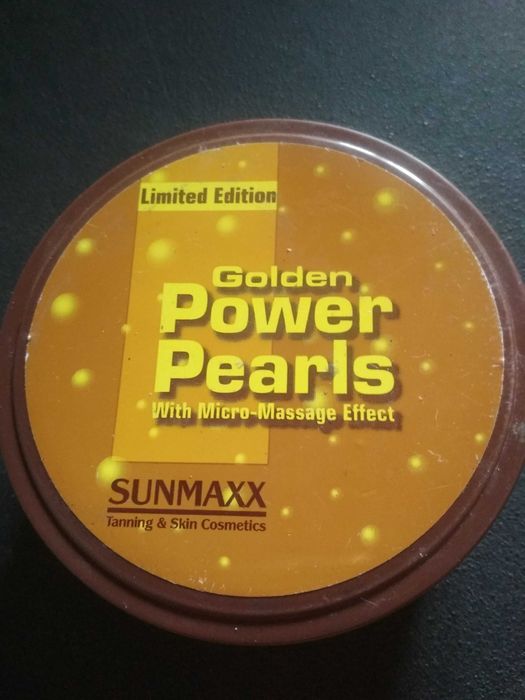 Limited Edition
Golden
Power
Pearls
With Micro-Massage Effect
SUNMAXX
Tanning & Skin Cosmetics